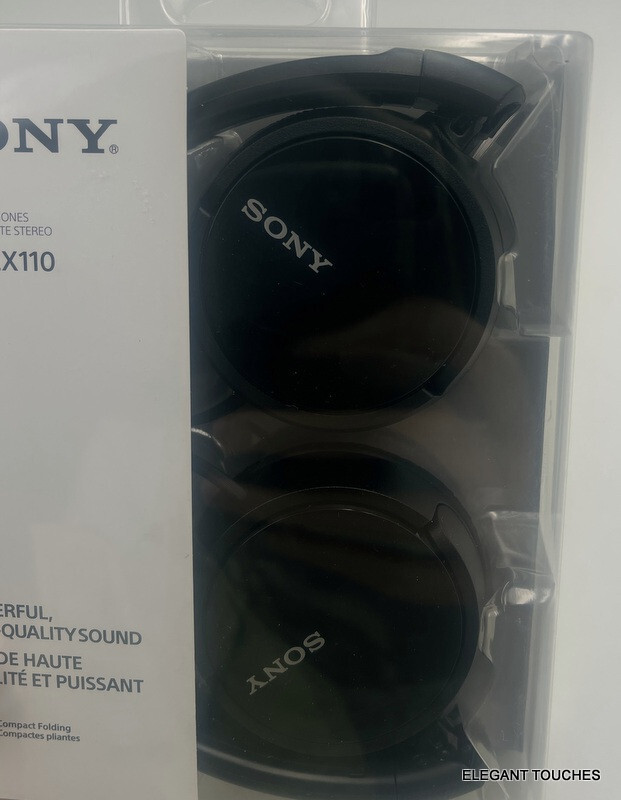 ONY®
SONY
ONES
TE STEREO
X110
ERFUL,
-QUALITY SOUND
DE HAUTE
LITÉ ET PUISSANT
Compact Folding
Compactes pliantes
SONY
ELEGANT TOUCHES